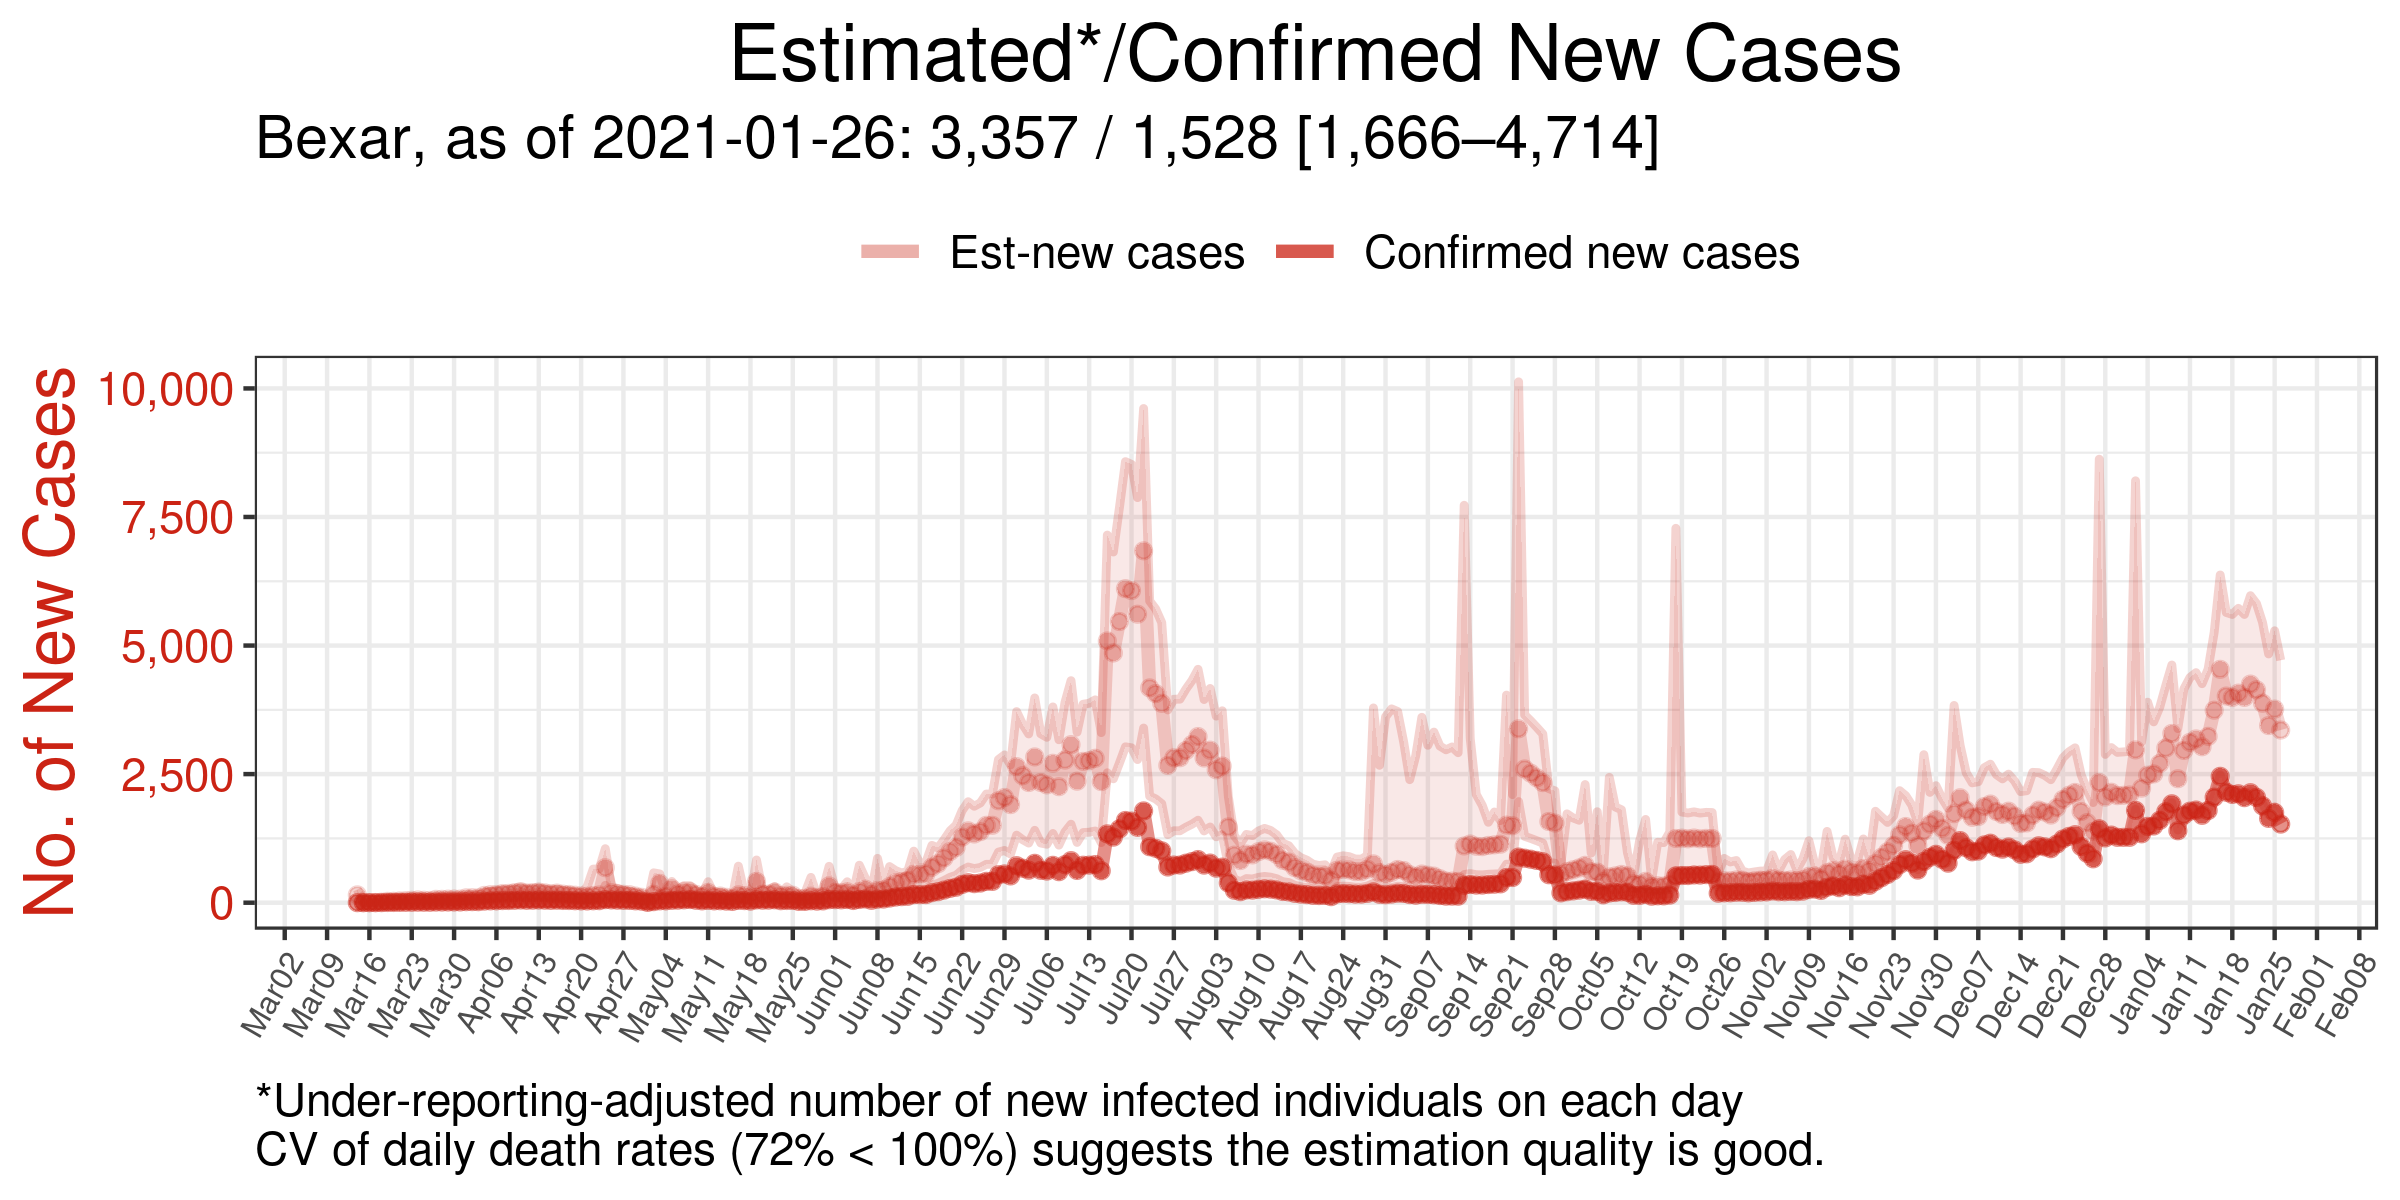 Estimated*/Confirmed New Cases
Bexar, as of 2021-01-26: 3,357 / 1,528 [1,666–4,714]
Est-new cases Confirmed new cases
No. of New Cases
10,000
7,500
5,000
2,500
0
Mar02 Mar09 Mar16 Mar23 Mar30 Apr06 Apr13 Apr20 Apr27 May04 May11 May18 May25 Jun01 Jun08 Jun15 Jun22 Jun29 Jul06 Jul13 Jul20 Jul27 Aug03 Aug10 Aug17 Aug24 Aug31 Sep07 Sep14 Sep21 Sep28 Oct05 Oct12 Oct19 Oct26 Nov02 Nov09 Nov16 Nov23 Nov30 Dec07 Dec14 Dec21 Dec28 Jan04 Jan11 Jan18 Jan25 Feb01 Feb08
*Under-reporting-adjusted number of new infected individuals on each day
CV of daily death rates (72% < 100%) suggests the estimation quality is good.